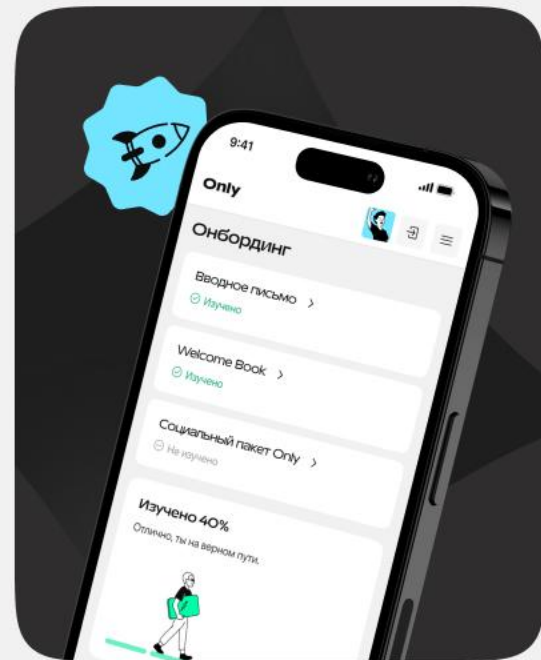 9:41
Only
Онбординг
Вводное письмо
Изучено
Welcome Book
Изучено
Социальный пакет Only
Не изучено
Изучено 40%
Отлично, ты на верном пути.